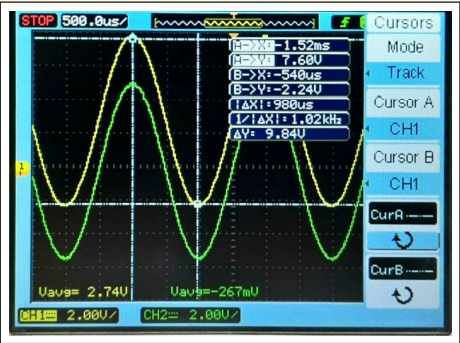 STOP 500.0us/
Cursors
Mode
Track
Cursor A
CH1
Cursor B
CH1
CurA
CurB
A->X:-1.52ms
A->Y: 7.60V
B->X:-540us
B->Y:-2.24V
|ΔX|:980us
1/|ΔX|:1.02kHz
ΔY: 9.84V
1
Vavg= 2.74V Vavg=-267mV
CH1 2.00V/ CH2 2.00V/